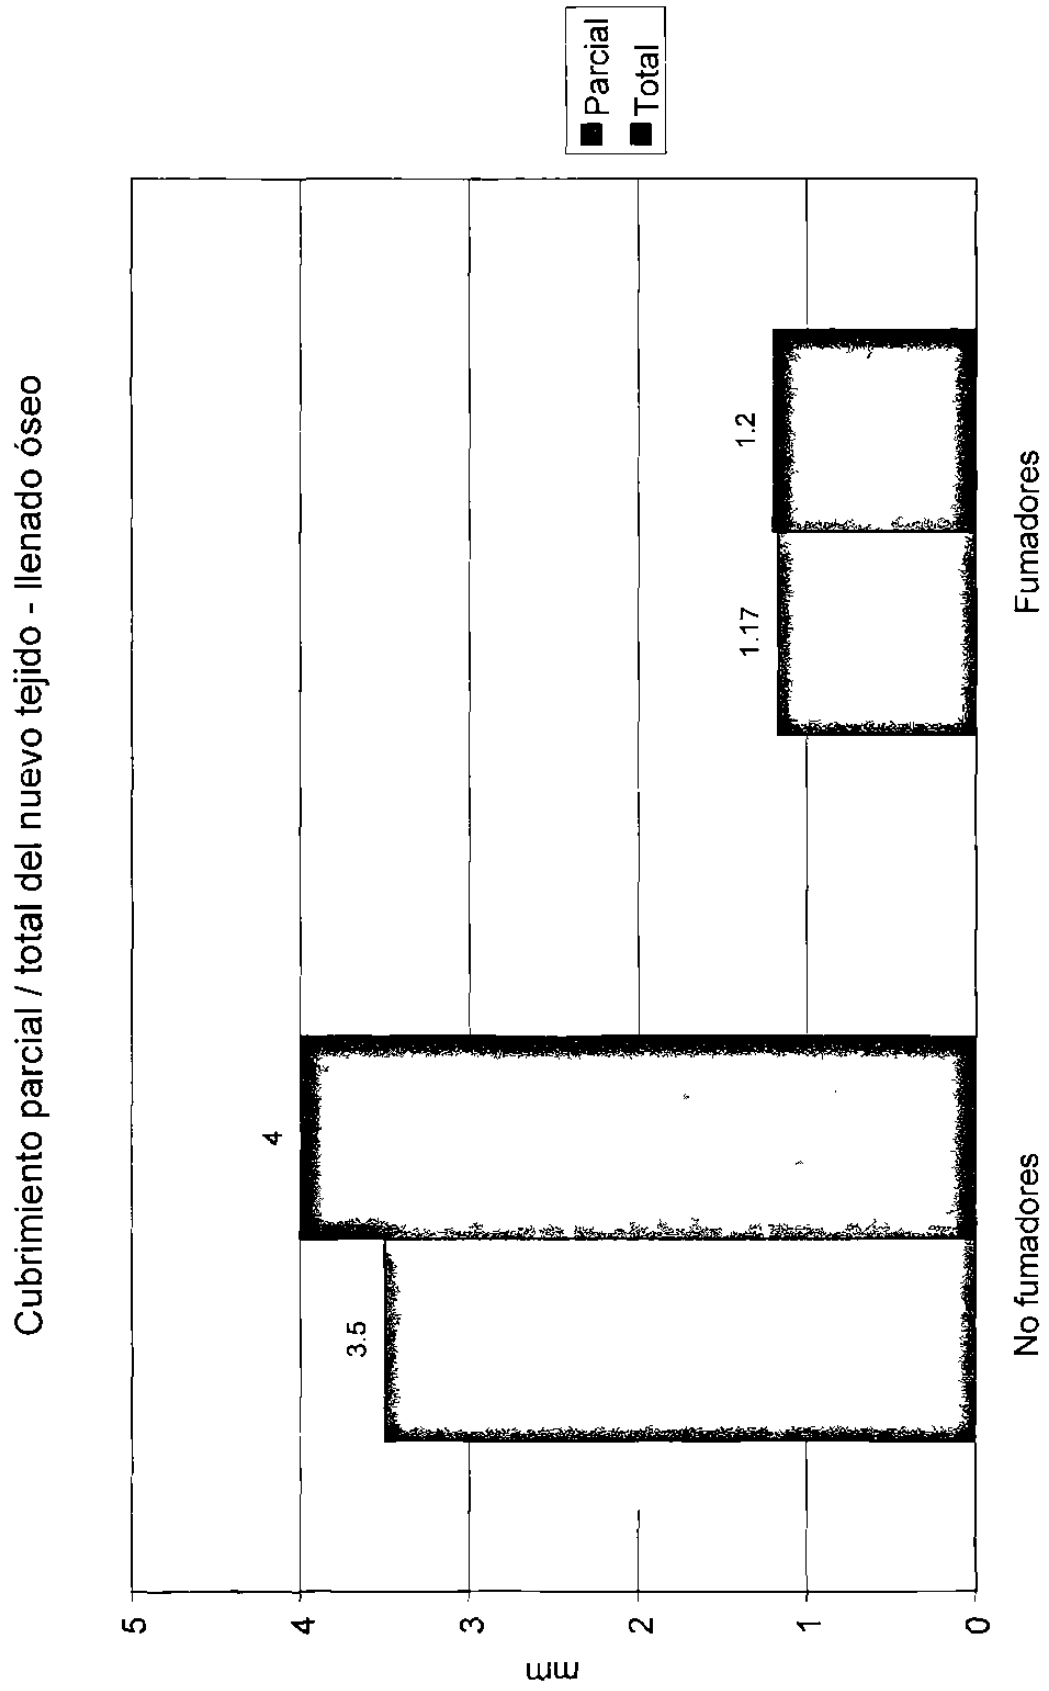 Cubrimiento parcial / total del nuevo tejido - llenado óseo
mm
5
4
3
2
1
0
3.5
4
1.17
1.2
No fumadores
Fumadores
Parcial
Total